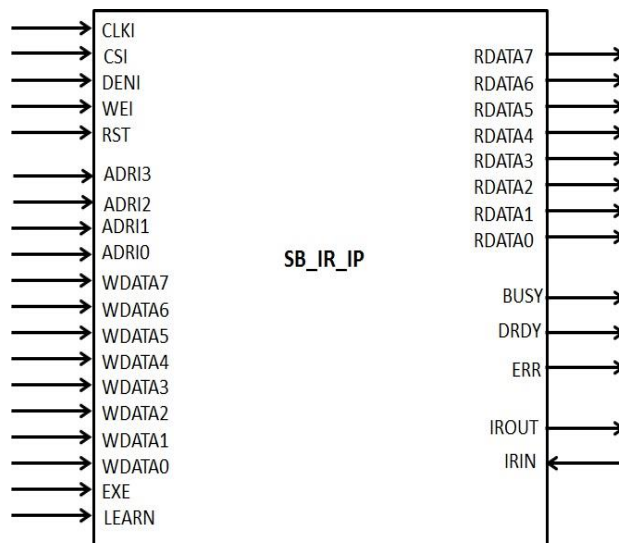 CLKI
CSI
DENI
WEI
RST
ADRI3
ADRI2
ADRI1
ADRI0
WDATA7
WDATA6
WDATA5
WDATA4
WDATA3
WDATA2
WDATA1
WDATA0
EXE
LEARN
SB_IR_IP
RDATA7
RDATA6
RDATA5
RDATA4
RDATA3
RDATA2
RDATA1
RDATA0
BUSY
DRDY
ERR
IROUT
IRIN